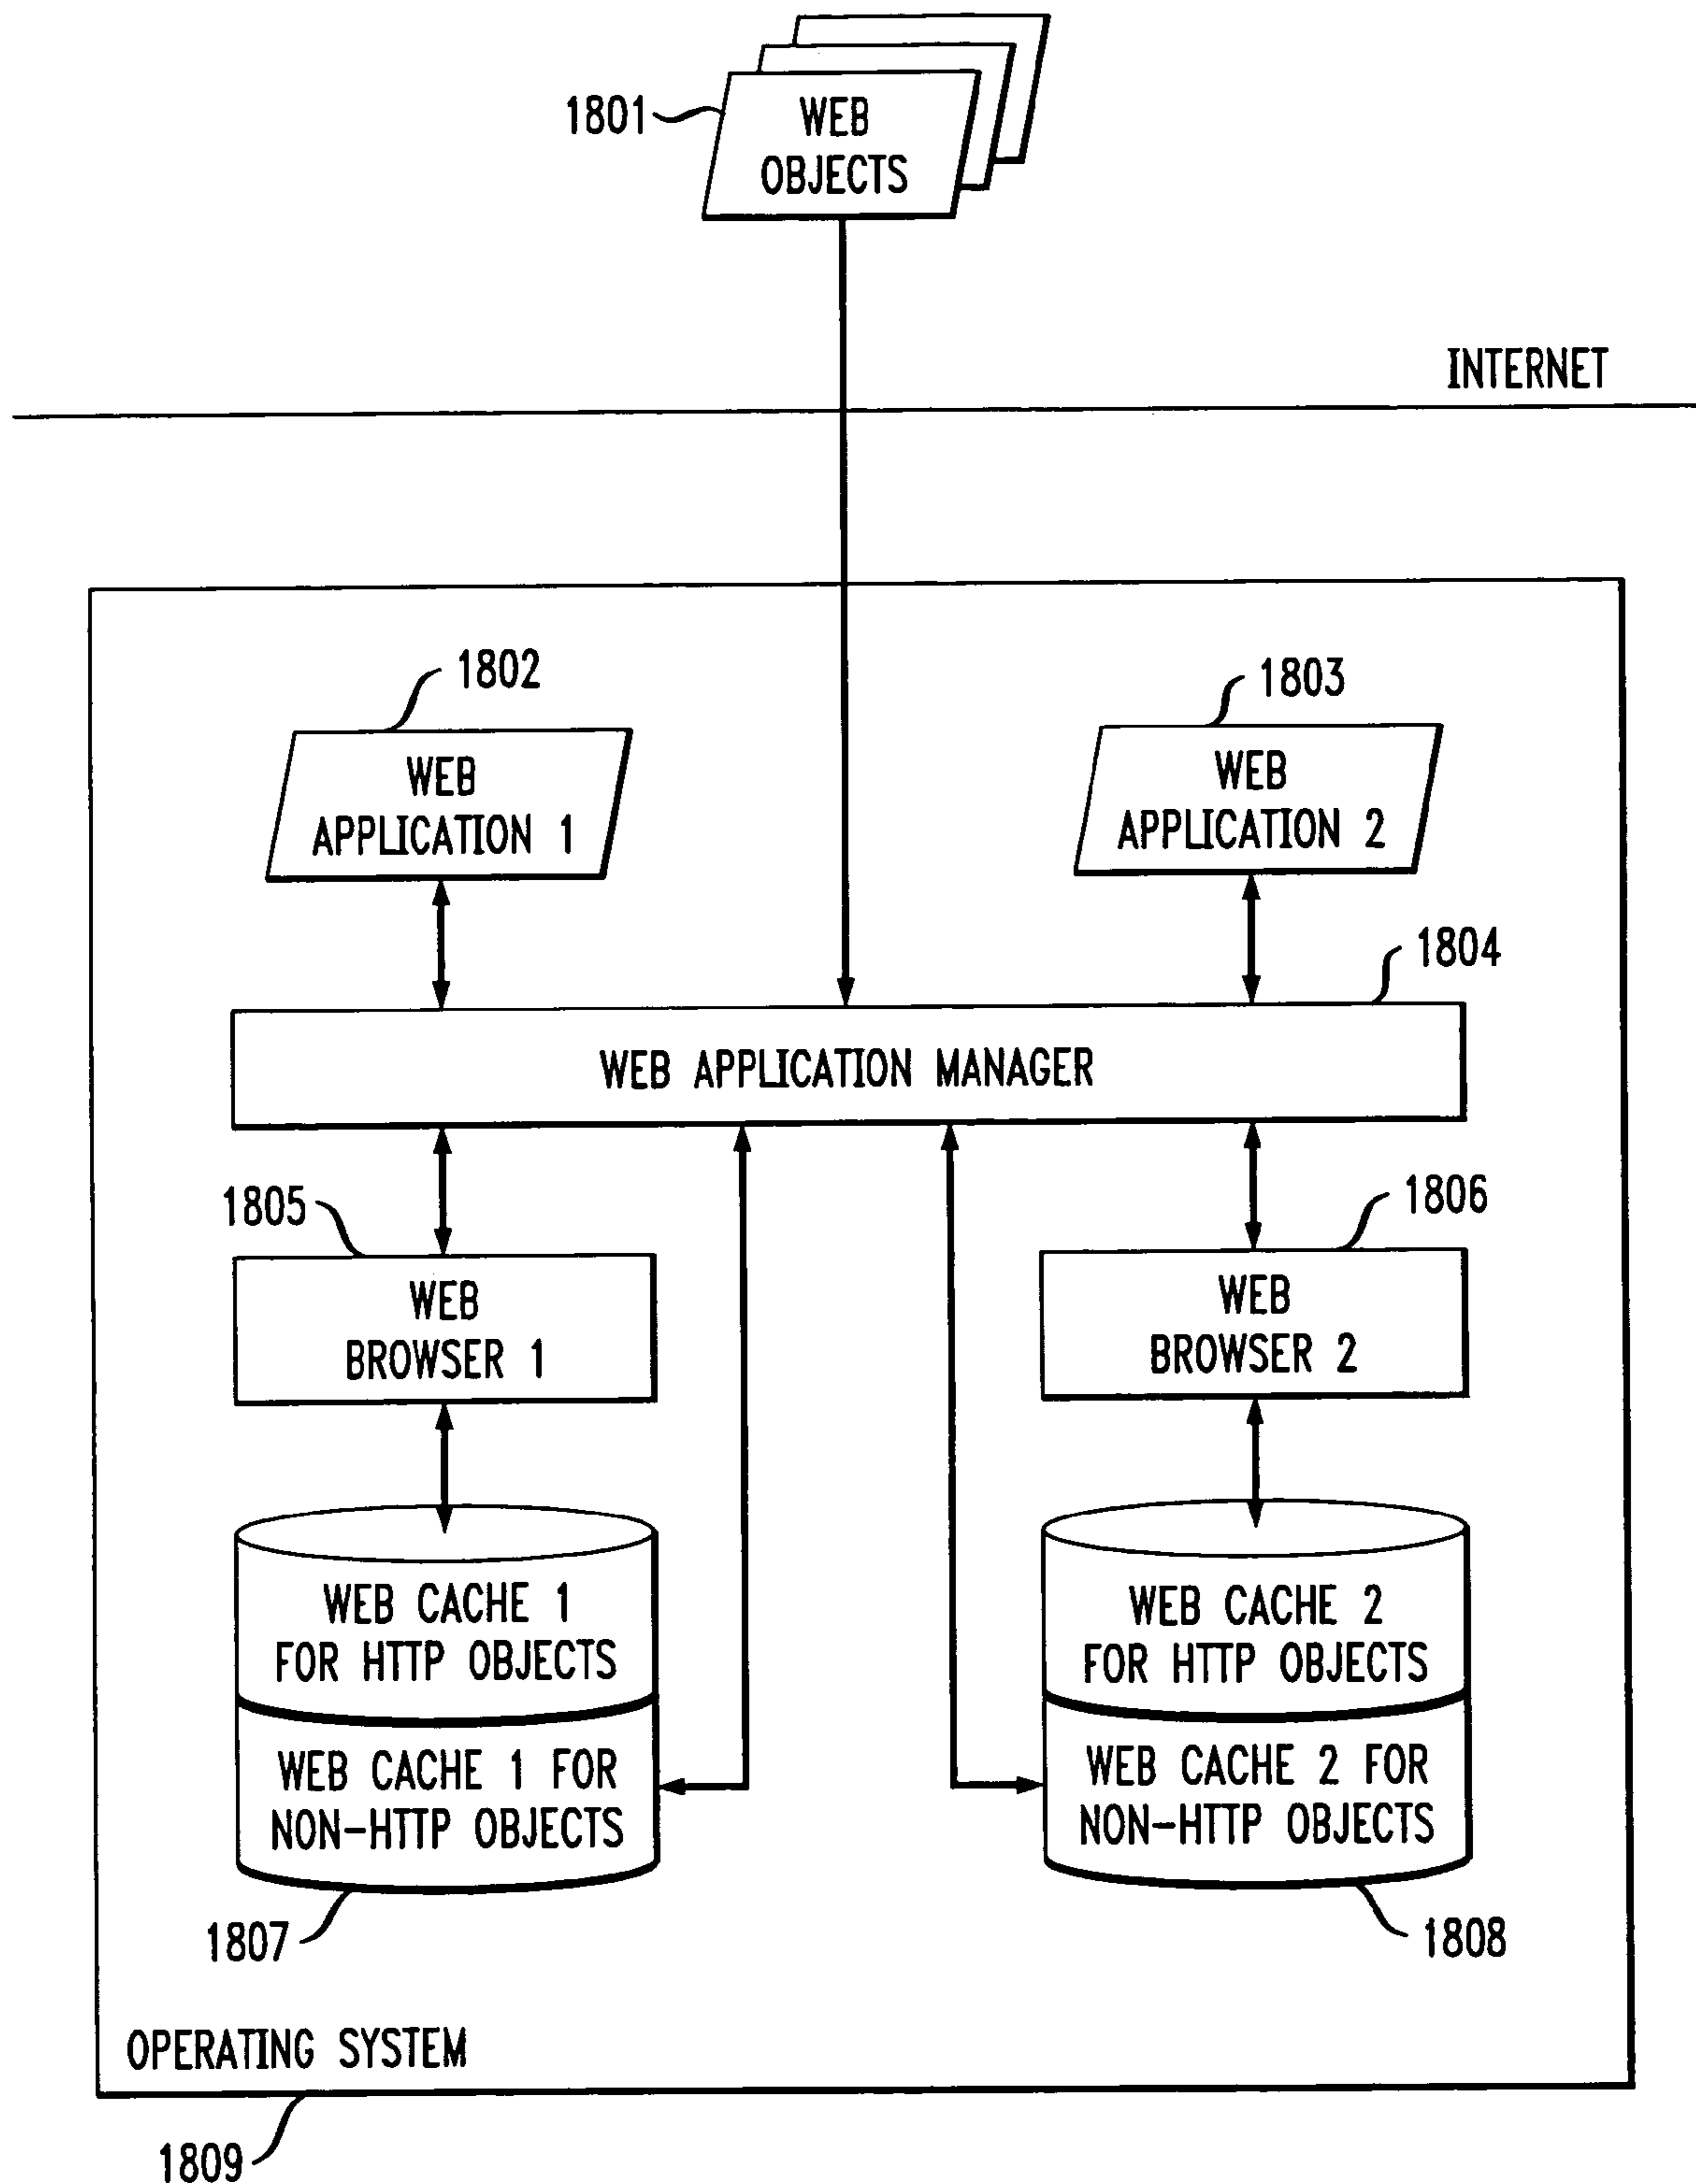 1801
WEB
OBJECTS
INTERNET
1802
1803
WEB
APPLICATION 1
WEB
APPLICATION 2
1804
WEB APPLICATION MANAGER
1805
1806
WEB
BROWSER 1
WEB
BROWSER 2
WEB CACHE 1
FOR HTTP OBJECTS
WEB CACHE 2
FOR HTTP OBJECTS
WEB CACHE 1 FOR
NON-HTTP OBJECTS
WEB CACHE 2 FOR
NON-HTTP OBJECTS
1807
1808
OPERATING SYSTEM
1809